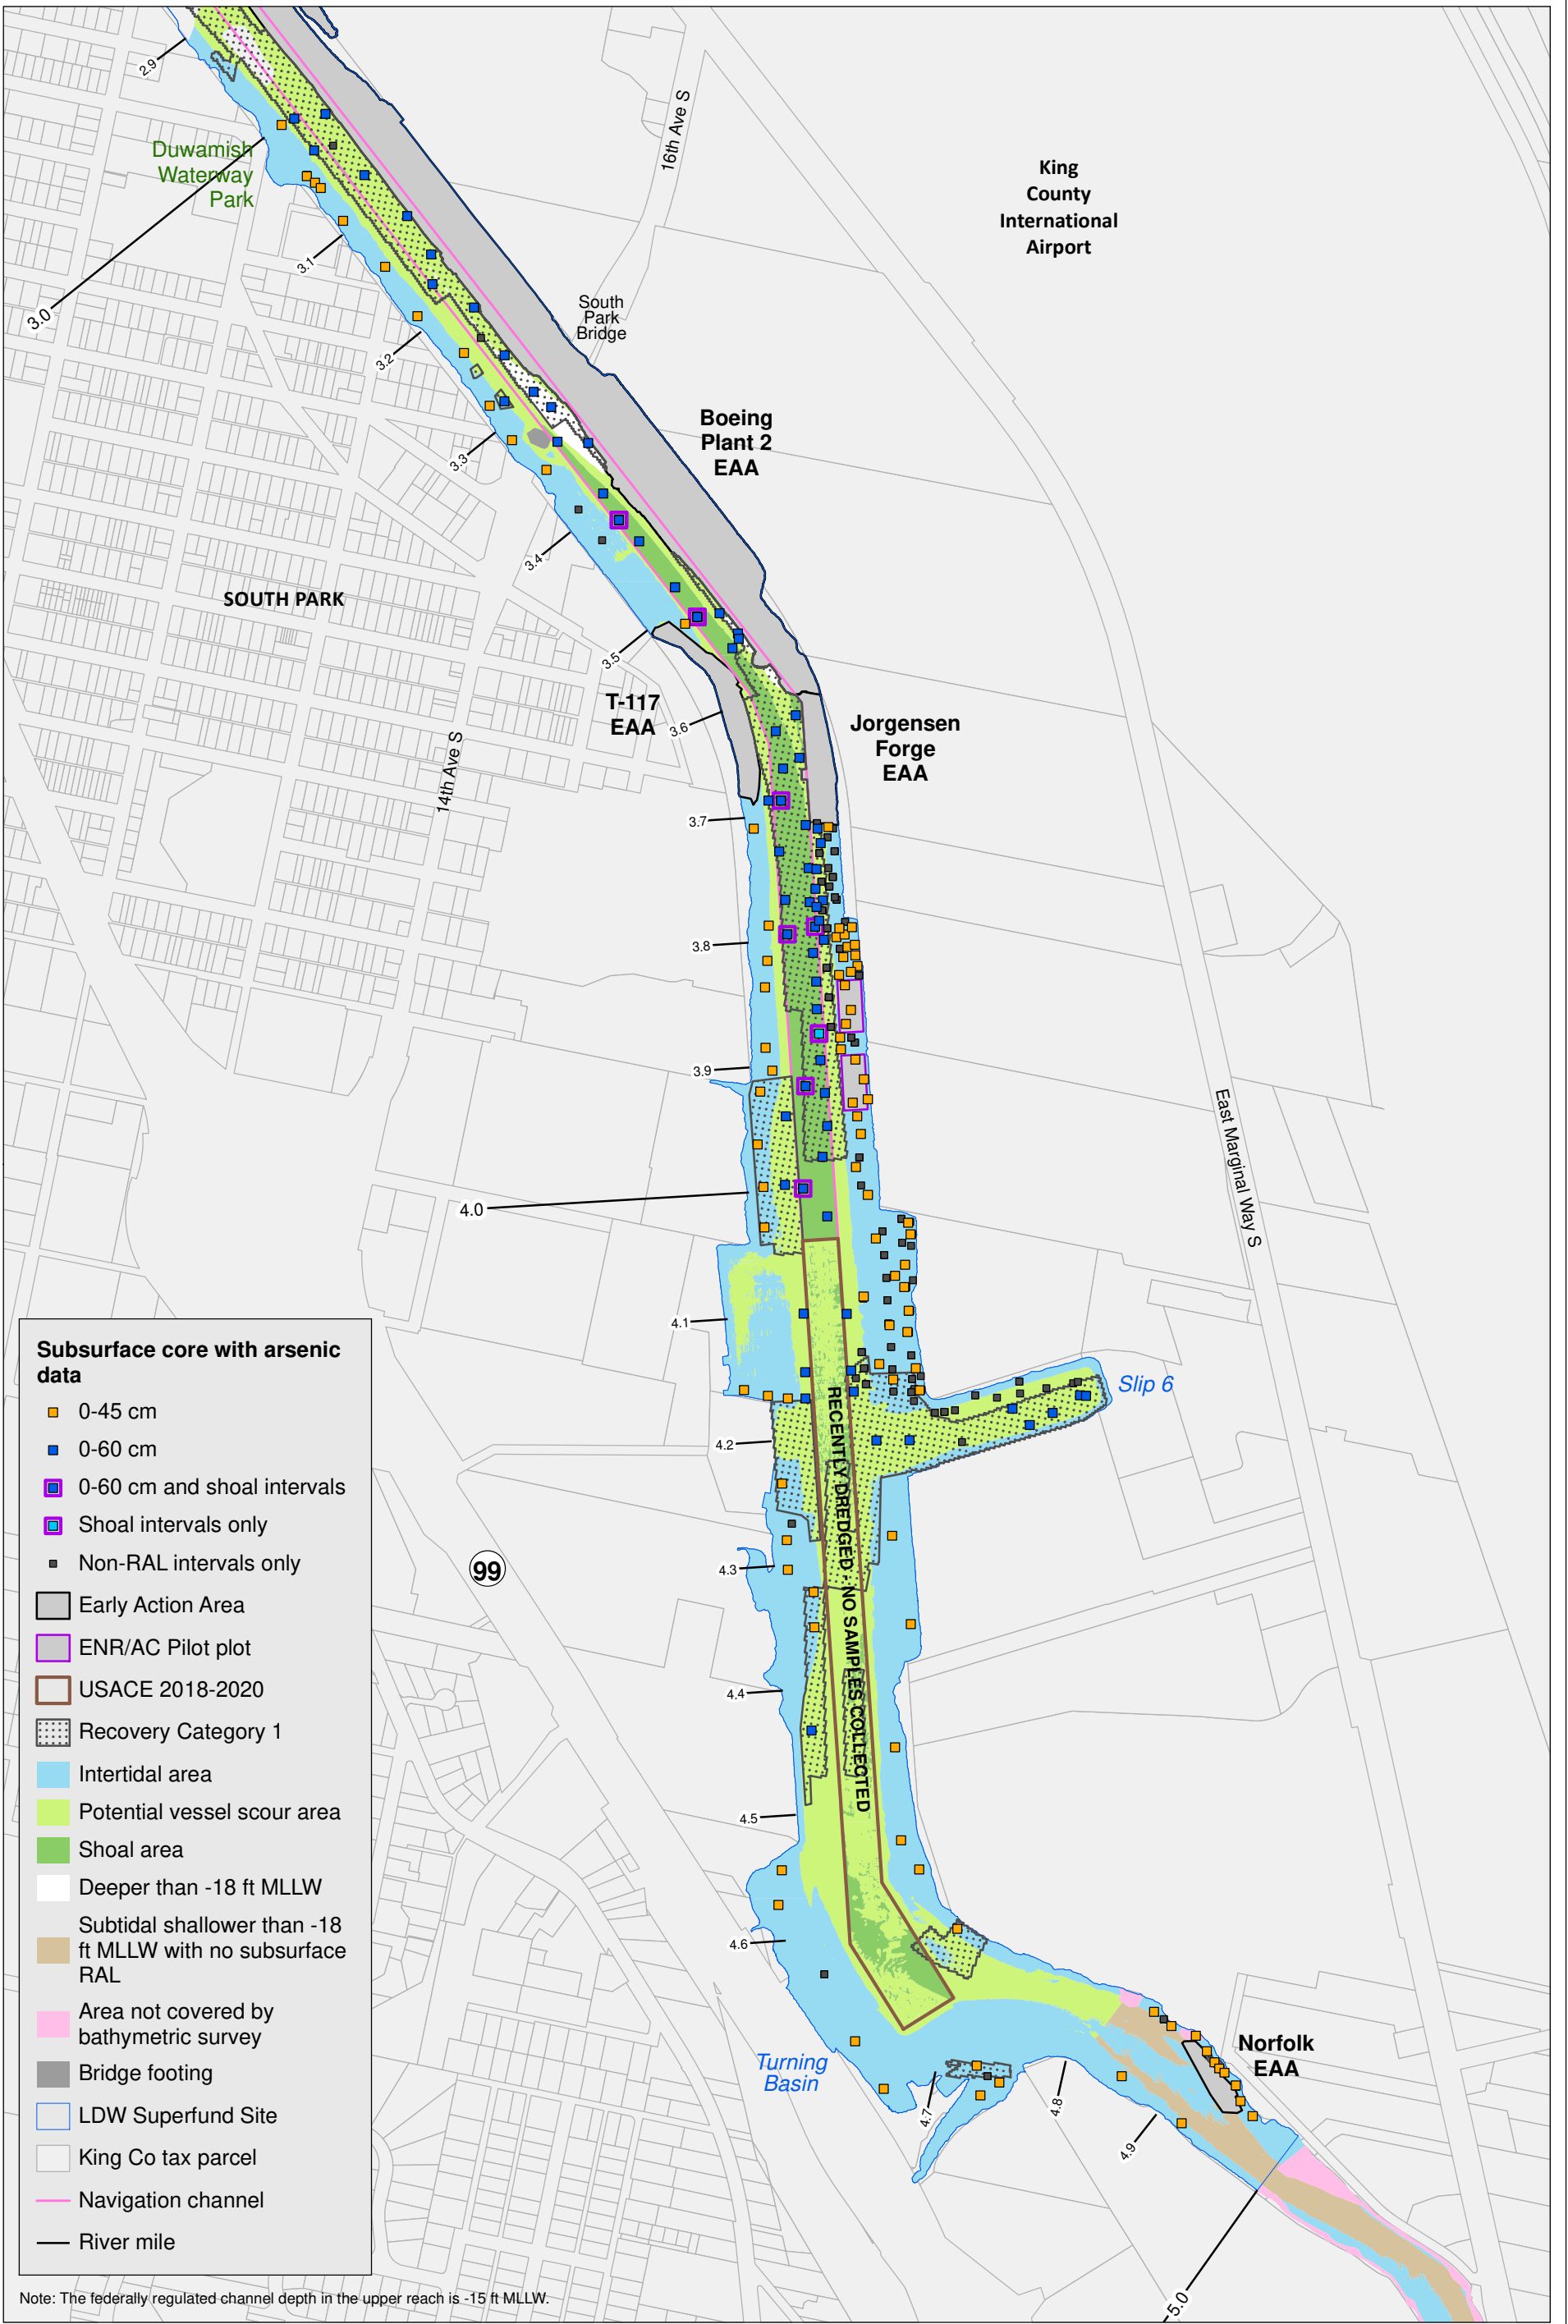 2.9
Duwamish
Waterway
Park
3.0
3.1
3.2
3.3
3.4
3.5
3.6
3.7
3.8
3.9
4.0
4.1
4.2
4.3
4.4
4.5
4.6
4.7
4.8
4.9
5.0
16th Ave S
King
County
International
Airport
South
Park
Bridge
Boeing
Plant 2
EAA
SOUTH PARK
T-117
EAA
Jorgensen
Forge
EAA
14th Ave S
East Marginal Way S
Slip 6
RECENTLY DREDGED - NO SAMPLES COLLECTED
99
Turning
Basin
Norfolk
EAA
Subsurface core with arsenic
data
0-45 cm
0-60 cm
0-60 cm and shoal intervals
Shoal intervals only
Non-RAL intervals only
Early Action Area
ENR/AC Pilot plot
USACE 2018-2020
Recovery Category 1
Intertidal area
Potential vessel scour area
Shoal area
Deeper than -18 ft MLLW
Subtidal shallower than -18
ft MLLW with no subsurface
RAL
Area not covered by
bathymetric survey
Bridge footing
LDW Superfund Site
King Co tax parcel
Navigation channel
River mile
Note: The federally regulated channel depth in the upper reach is -15 ft MLLW.